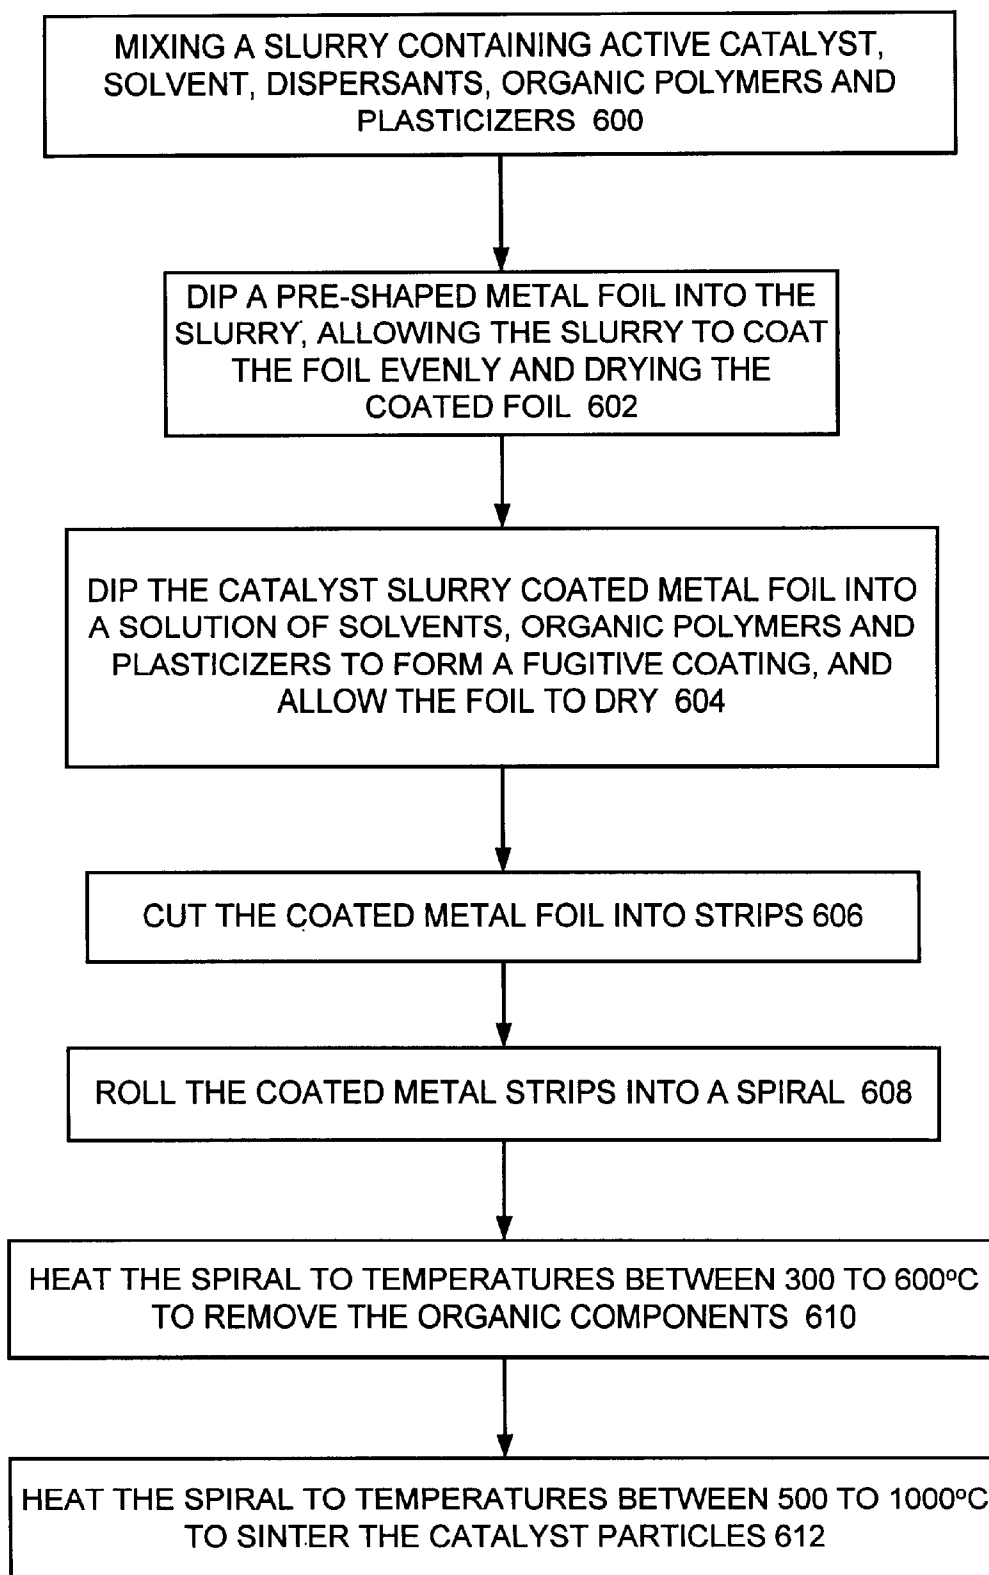 MIXING A SLURRY CONTAINING ACTIVE CATALYST,
SOLVENT, DISPERSANTS, ORGANIC POLYMERS AND
PLASTICIZERS 600
DIP A PRE-SHAPED METAL FOIL INTO THE
SLURRY, ALLOWING THE SLURRY TO COAT
THE FOIL EVENLY AND DRYING THE
COATED FOIL 602
DIP THE CATALYST SLURRY COATED METAL FOIL INTO
A SOLUTION OF SOLVENTS, ORGANIC POLYMERS AND
PLASTICIZERS TO FORM A FUGITIVE COATING, AND
ALLOW THE FOIL TO DRY 604
CUT THE COATED METAL FOIL INTO STRIPS 606
ROLL THE COATED METAL STRIPS INTO A SPIRAL 608
HEAT THE SPIRAL TO TEMPERATURES BETWEEN 300 TO 600ºC
TO REMOVE THE ORGANIC COMPONENTS 610
HEAT THE SPIRAL TO TEMPERATURES BETWEEN 500 TO 1000ºC
TO SINTER THE CATALYST PARTICLES 612